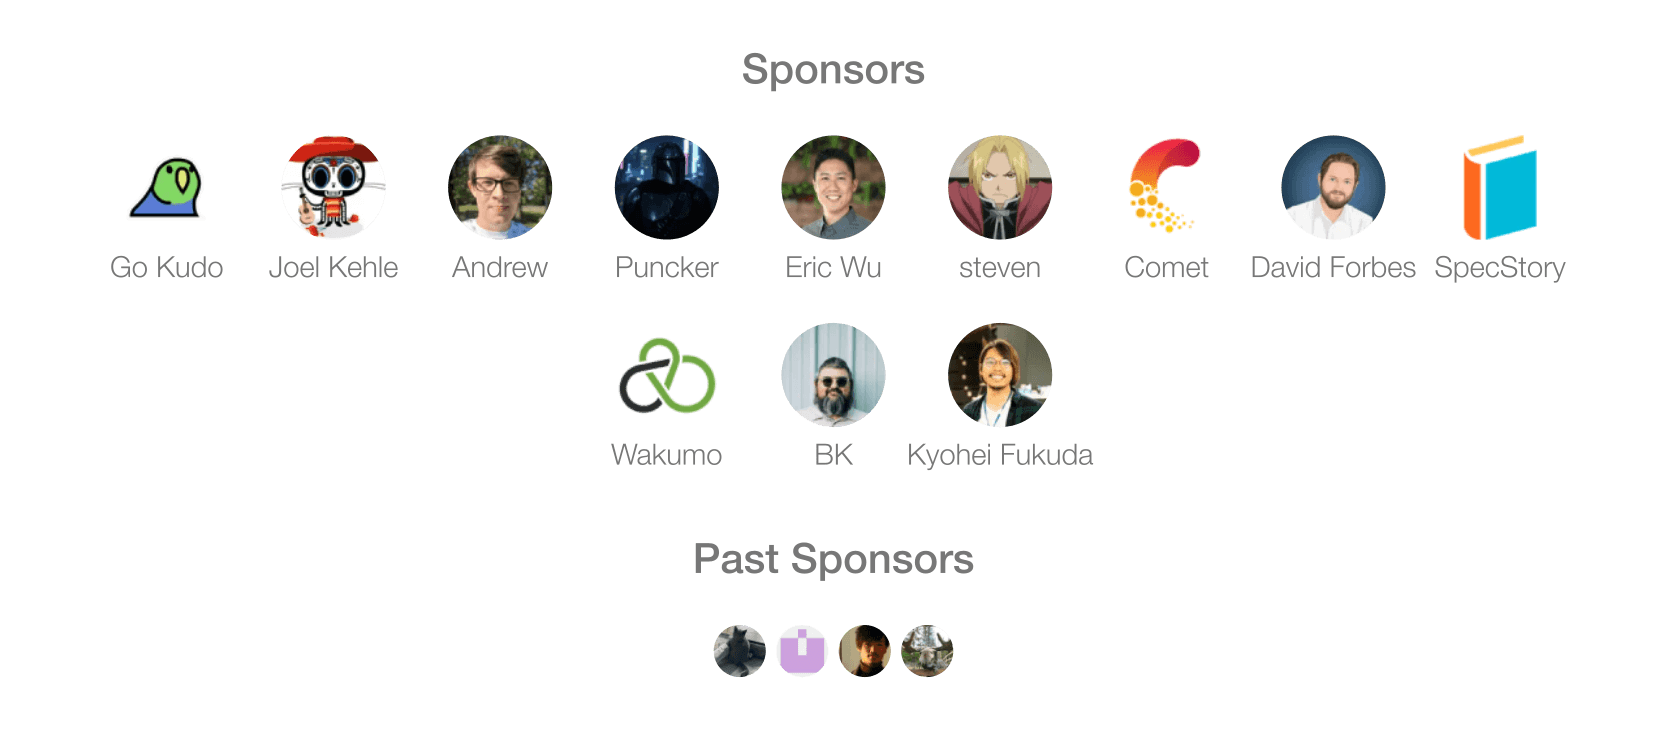 Sponsors
Go Kudo Joel Kehle Andrew Puncker Eric Wu steven Comet David Forbes SpecStory
Wakumo BK Kyohei Fukuda
Past Sponsors